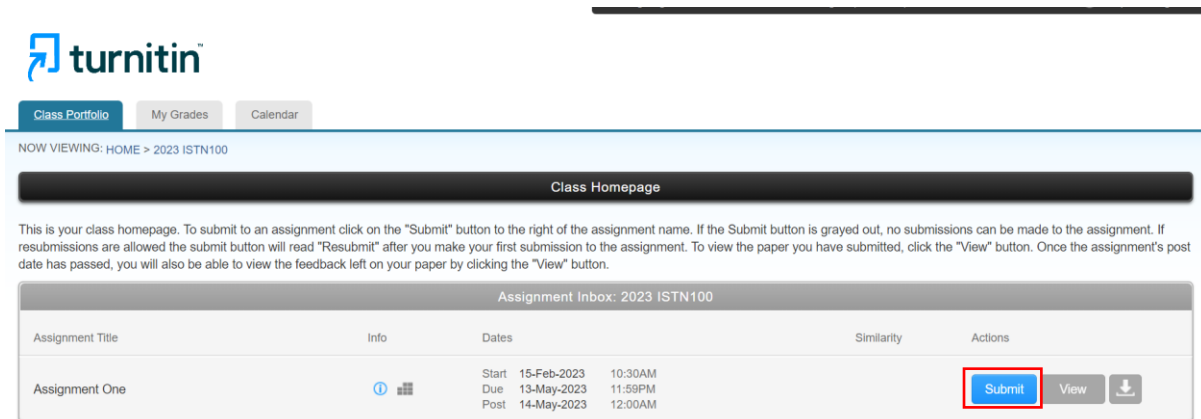 turnitin™
Class Portfolio My Grades Calendar
NOW VIEWING: HOME > 2023 ISTN100
Class Homepage
This is your class homepage. To submit to an assignment click on the "Submit" button to the right of the assignment name. If the Submit button is grayed out, no submissions can be made to the assignment. If
resubmissions are allowed the submit button will read "Resubmit" after you make your first submission to the assignment. To view the paper you have submitted, click the "View" button. Once the assignment's post
date has passed, you will also be able to view the feedback left on your paper by clicking the "View" button.
Assignment Inbox: 2023 ISTN100
Assignment Title Info Dates Similarity Actions
Start 15-Feb-2023 10:30AM
Assignment One Due 13-May-2023 11:59PM Submit View
Post 14-May-2023 12:00AM